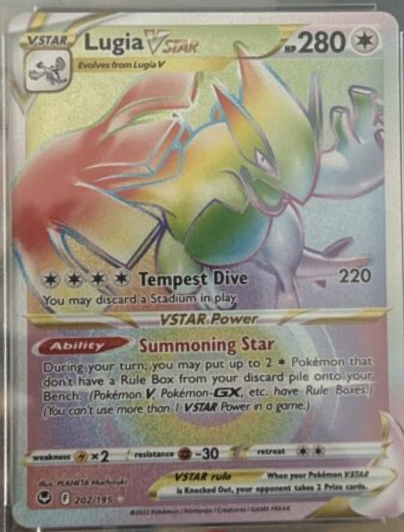 VSTAR Lugia VSTAR HP 280
Evolves from Lugia V
Tempest Dive 220
You may discard a Stadium in play.
VSTAR Power
Ability Summoning Star
During your turn, you may put up to 2 Pokémon that
don't have a Rule Box from your discard pile onto your
Bench. (Pokémon V, Pokémon-GX, etc. have Rule Boxes.)
(You can't use more than 1 VSTAR Power in a game.)
weakness ×2 resistance -30 retreat
Illus. PLANETA Mochizuki
VSTAR rule When your Pokémon VSTAR
is Knocked Out, your opponent takes 2 Prize cards.
F 202/195
©2022 Pokémon / Nintendo / Creatures / GAME FREAK